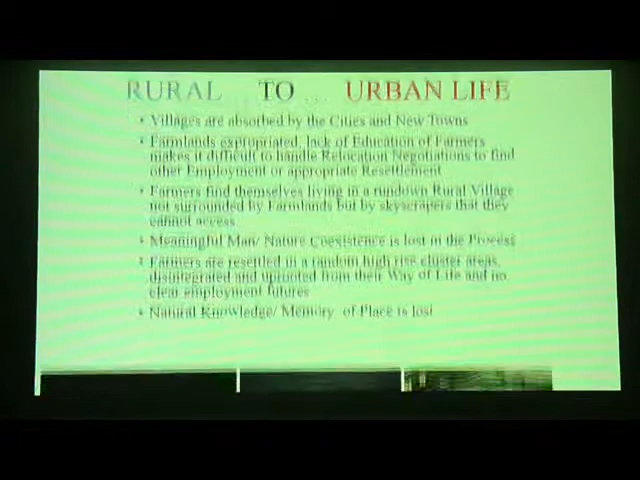 RURAL TO ... URBAN LIFE
• Villages are absorbed by the Cities and New Towns
• Farmlands expropriated, lack of Education of Farmers
makes it difficult to handle Relocation Negotiations to find
other Employment or appropriate Resettlement
• Farmers find themselves living in a rundown Rural Village
not surrounded by Farmlands but by skyscrapers that they
cannot access.
• Meaningful Man/ Nature Coexistence is lost in the Process
• Farmers are resettled in a random high rise cluster areas,
disintegrated and uprooted from their Way of Life and no
clear employment futures
• Natural Knowledge/ Memory of Place is lost